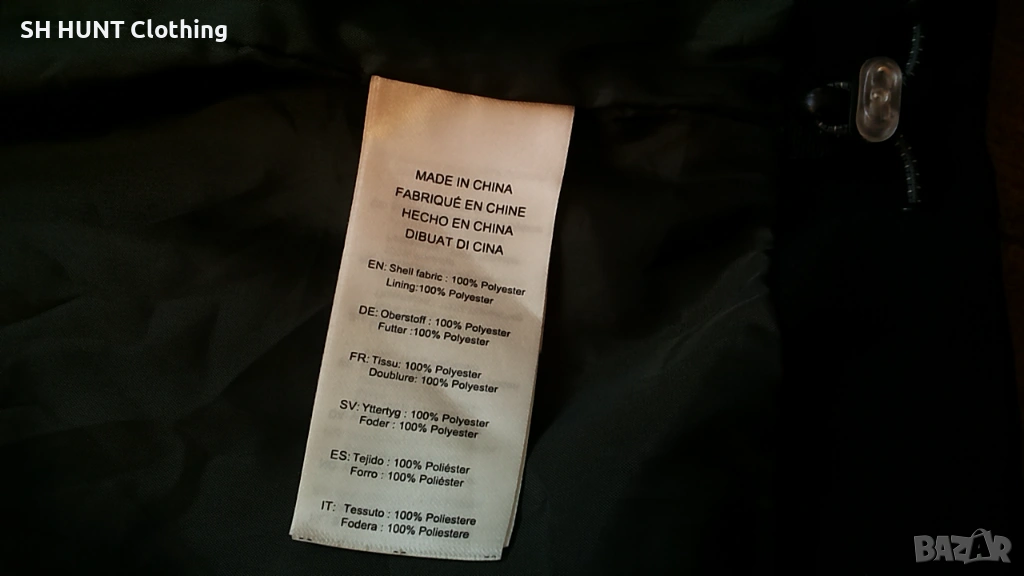 SH HUNT Clothing
MADE IN CHINA
FABRIQUÉ EN CHINE
HECHO EN CHINA
DIBUAT DI CINA
EN: Shell fabric : 100% Polyester
Lining:100% Polyester
DE: Oberstoff : 100% Polyester
Futter :100% Polyester
FR: Tissu: 100% Polyester
Doublure: 100% Polyester
SV: Yttertyg : 100% Polyester
Foder : 100% Polyester
ES: Tejido : 100% Poliéster
Forro : 100% Poliéster
IT: Tessuto : 100% Poliestere
Fodera : 100% Poliestere
BAZAR